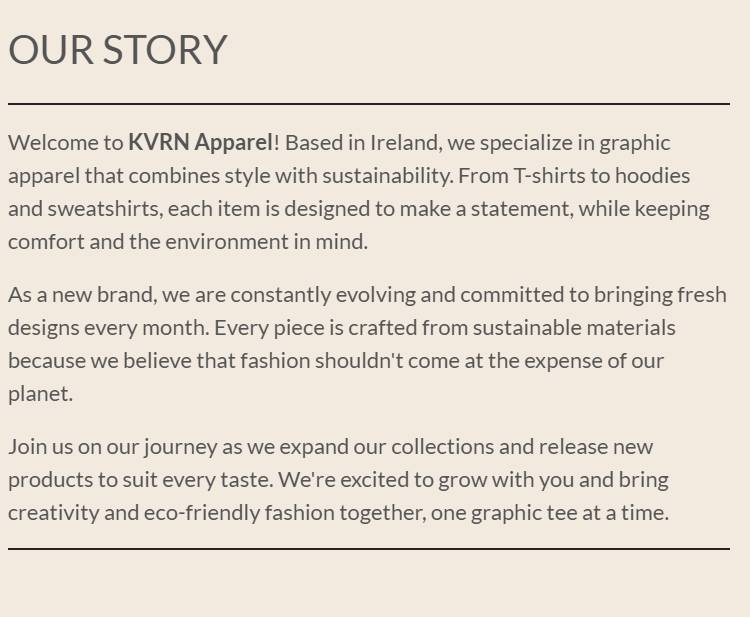 OUR STORY
Welcome to KVRN Apparel! Based in Ireland, we specialize in graphic
apparel that combines style with sustainability. From T-shirts to hoodies
and sweatshirts, each item is designed to make a statement, while keeping
comfort and the environment in mind.
As a new brand, we are constantly evolving and committed to bringing fresh
designs every month. Every piece is crafted from sustainable materials
because we believe that fashion shouldn't come at the expense of our
planet.
Join us on our journey as we expand our collections and release new
products to suit every taste. We're excited to grow with you and bring
creativity and eco-friendly fashion together, one graphic tee at a time.